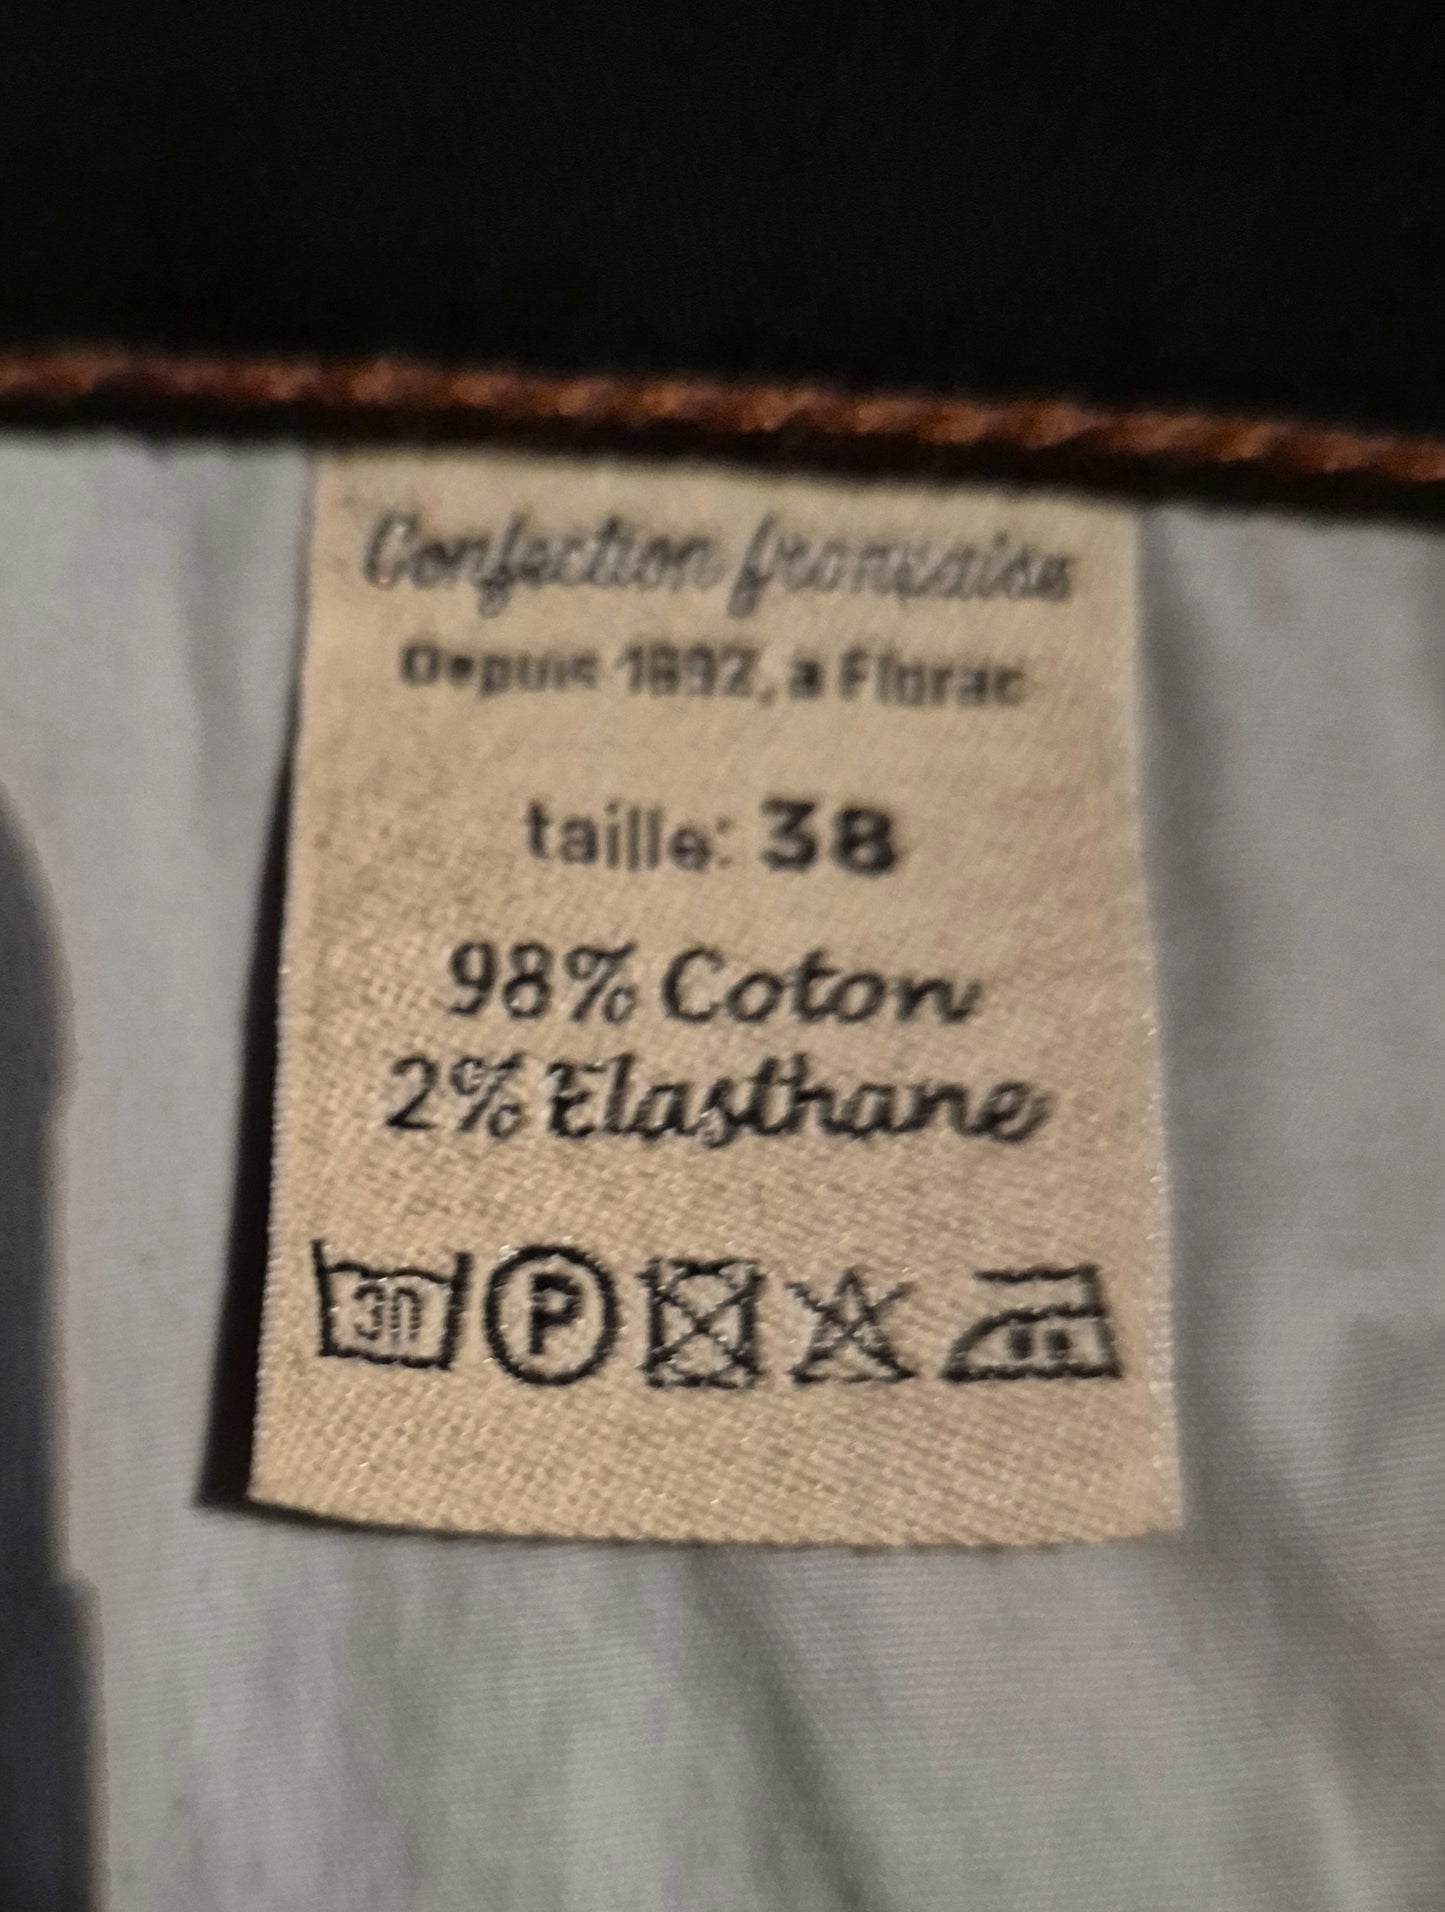 Confection française
Depuis 1892, à Florac
taille: 38
98% Coton
2% Elasthane
30
P